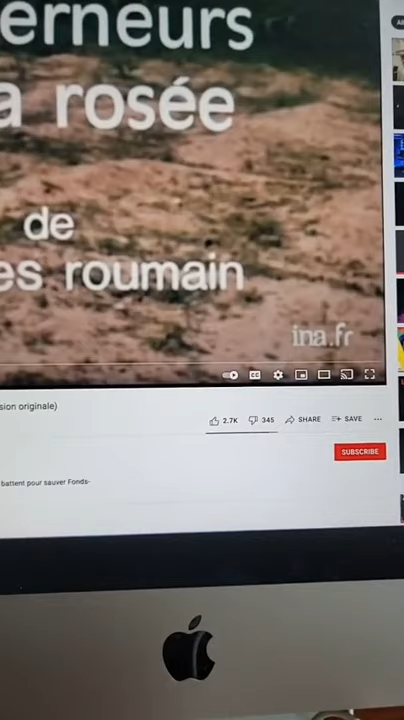 erneurs
a rosée
de
es roumain
ina.fr
CC
sion originale)
2.7K 345 SHARE SAVE ...
SUBSCRIBE
battent pour sauver Fonds-